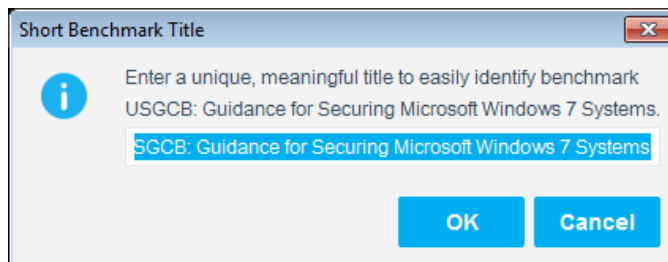 Short Benchmark Title
Enter a unique, meaningful title to easily identify benchmark
USGCB: Guidance for Securing Microsoft Windows 7 Systems.
SGCB: Guidance for Securing Microsoft Windows 7 Systems
OK Cancel